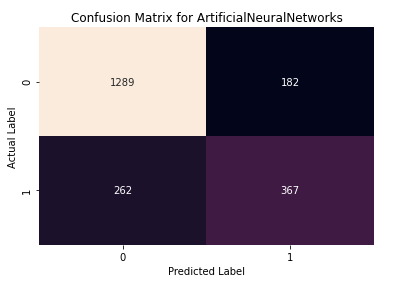 Confusion Matrix for ArtificialNeuralNetworks
0
1289
182
Actual Label
1
262
367
0
1
Predicted Label